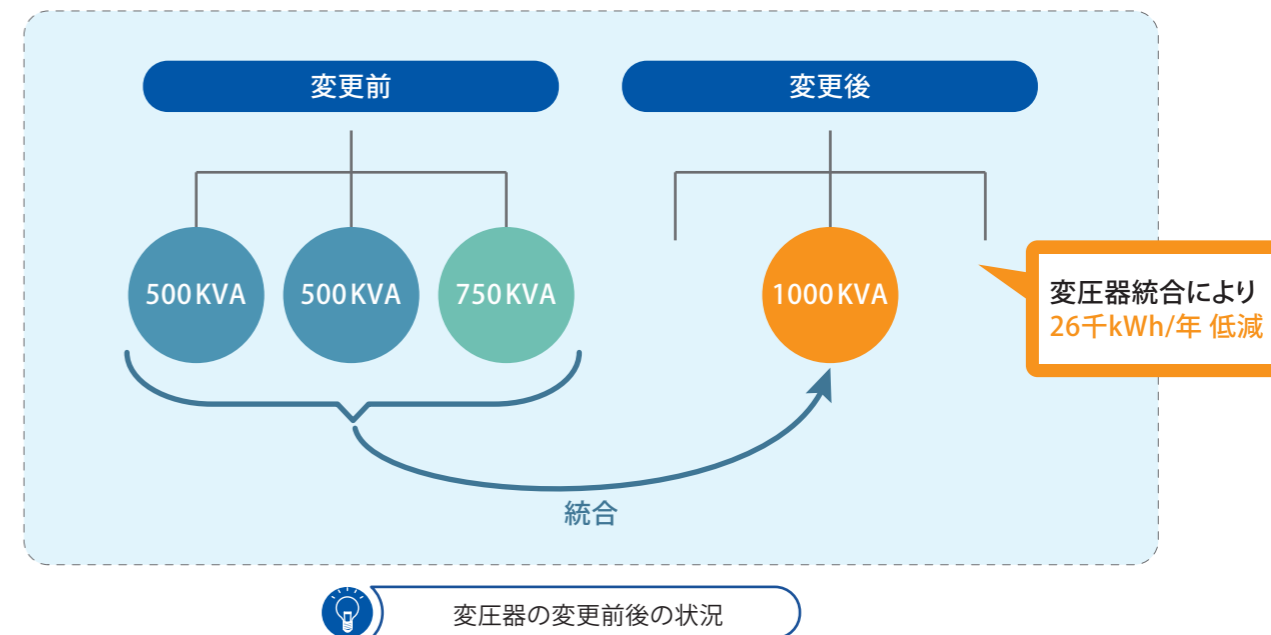 変更前
変更後
500KVA
500KVA
750KVA
1000KVA
変圧器統合により
26千kWh/年 低減
統合
変圧器の変更前後の状況